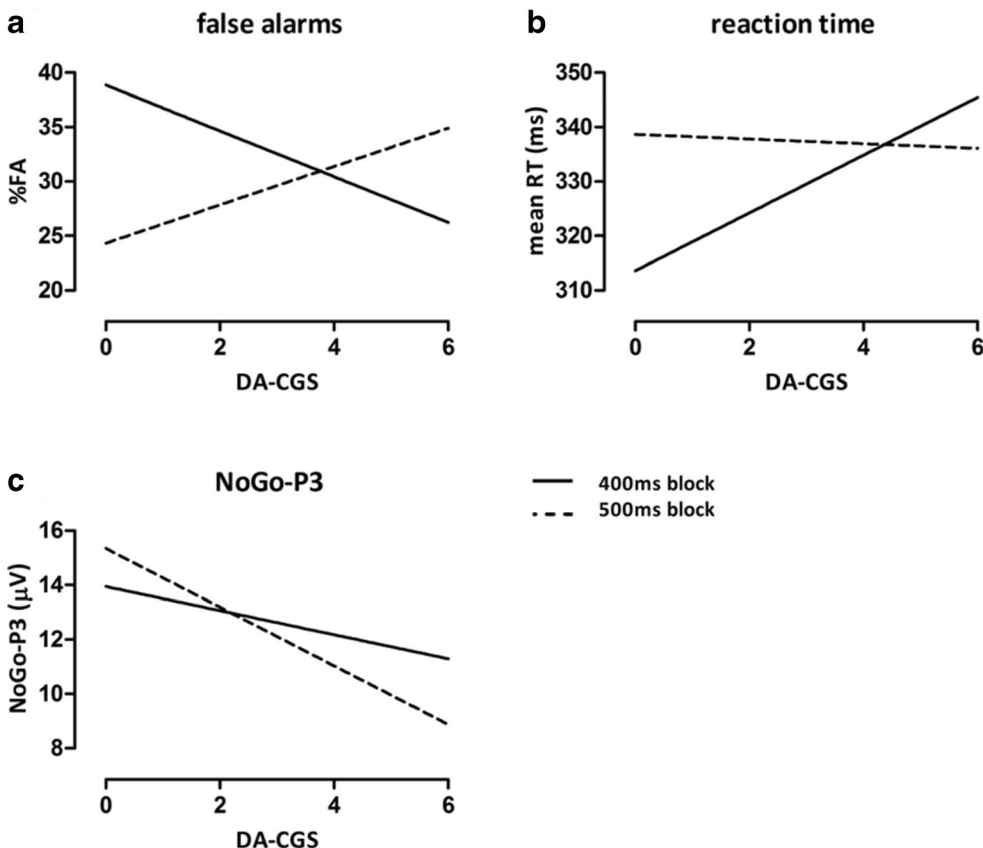 a
false alarms
40
35
30
25
20
%FA
0 2 4 6
DA-CGS
b
reaction time
350
340
330
320
310
mean RT (ms)
0 2 4 6
DA-CGS
c
NoGo-P3
16
14
12
10
8
NoGo-P3 (μV)
0 2 4 6
DA-CGS
400ms block
500ms block